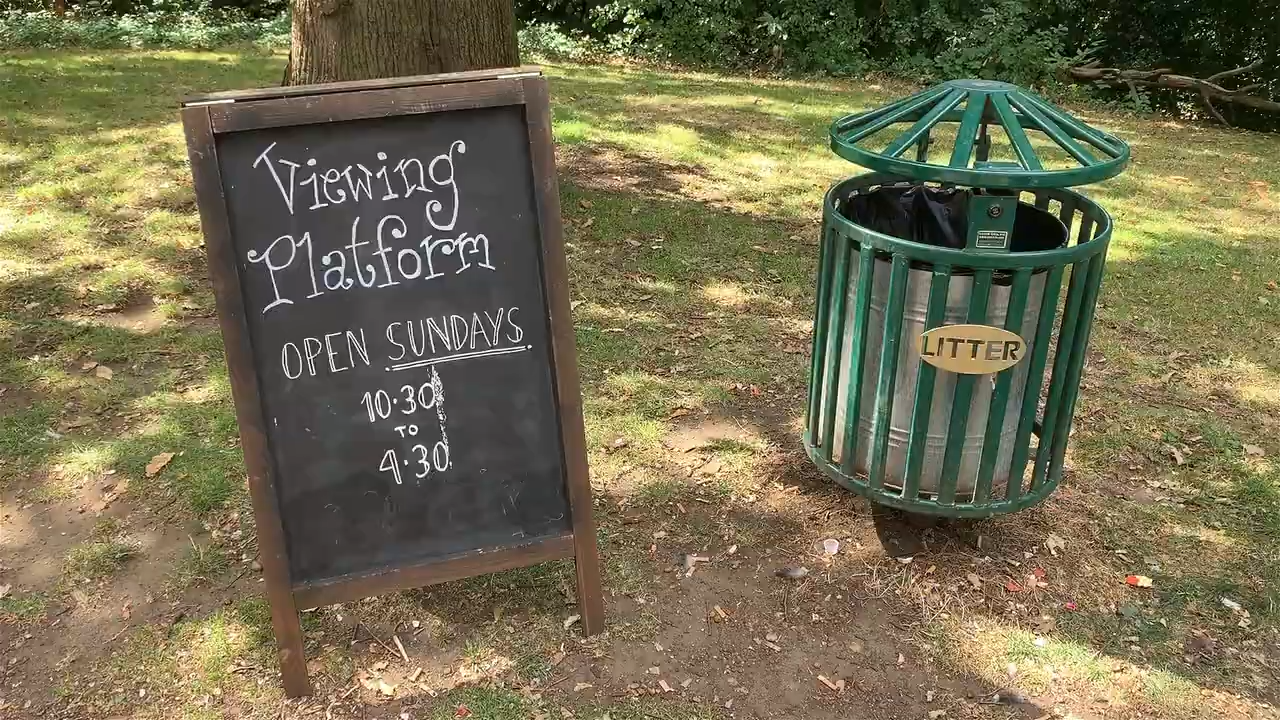 Viewing
Platform
OPEN SUNDAYS
10·30
TO
4·30
LITTER